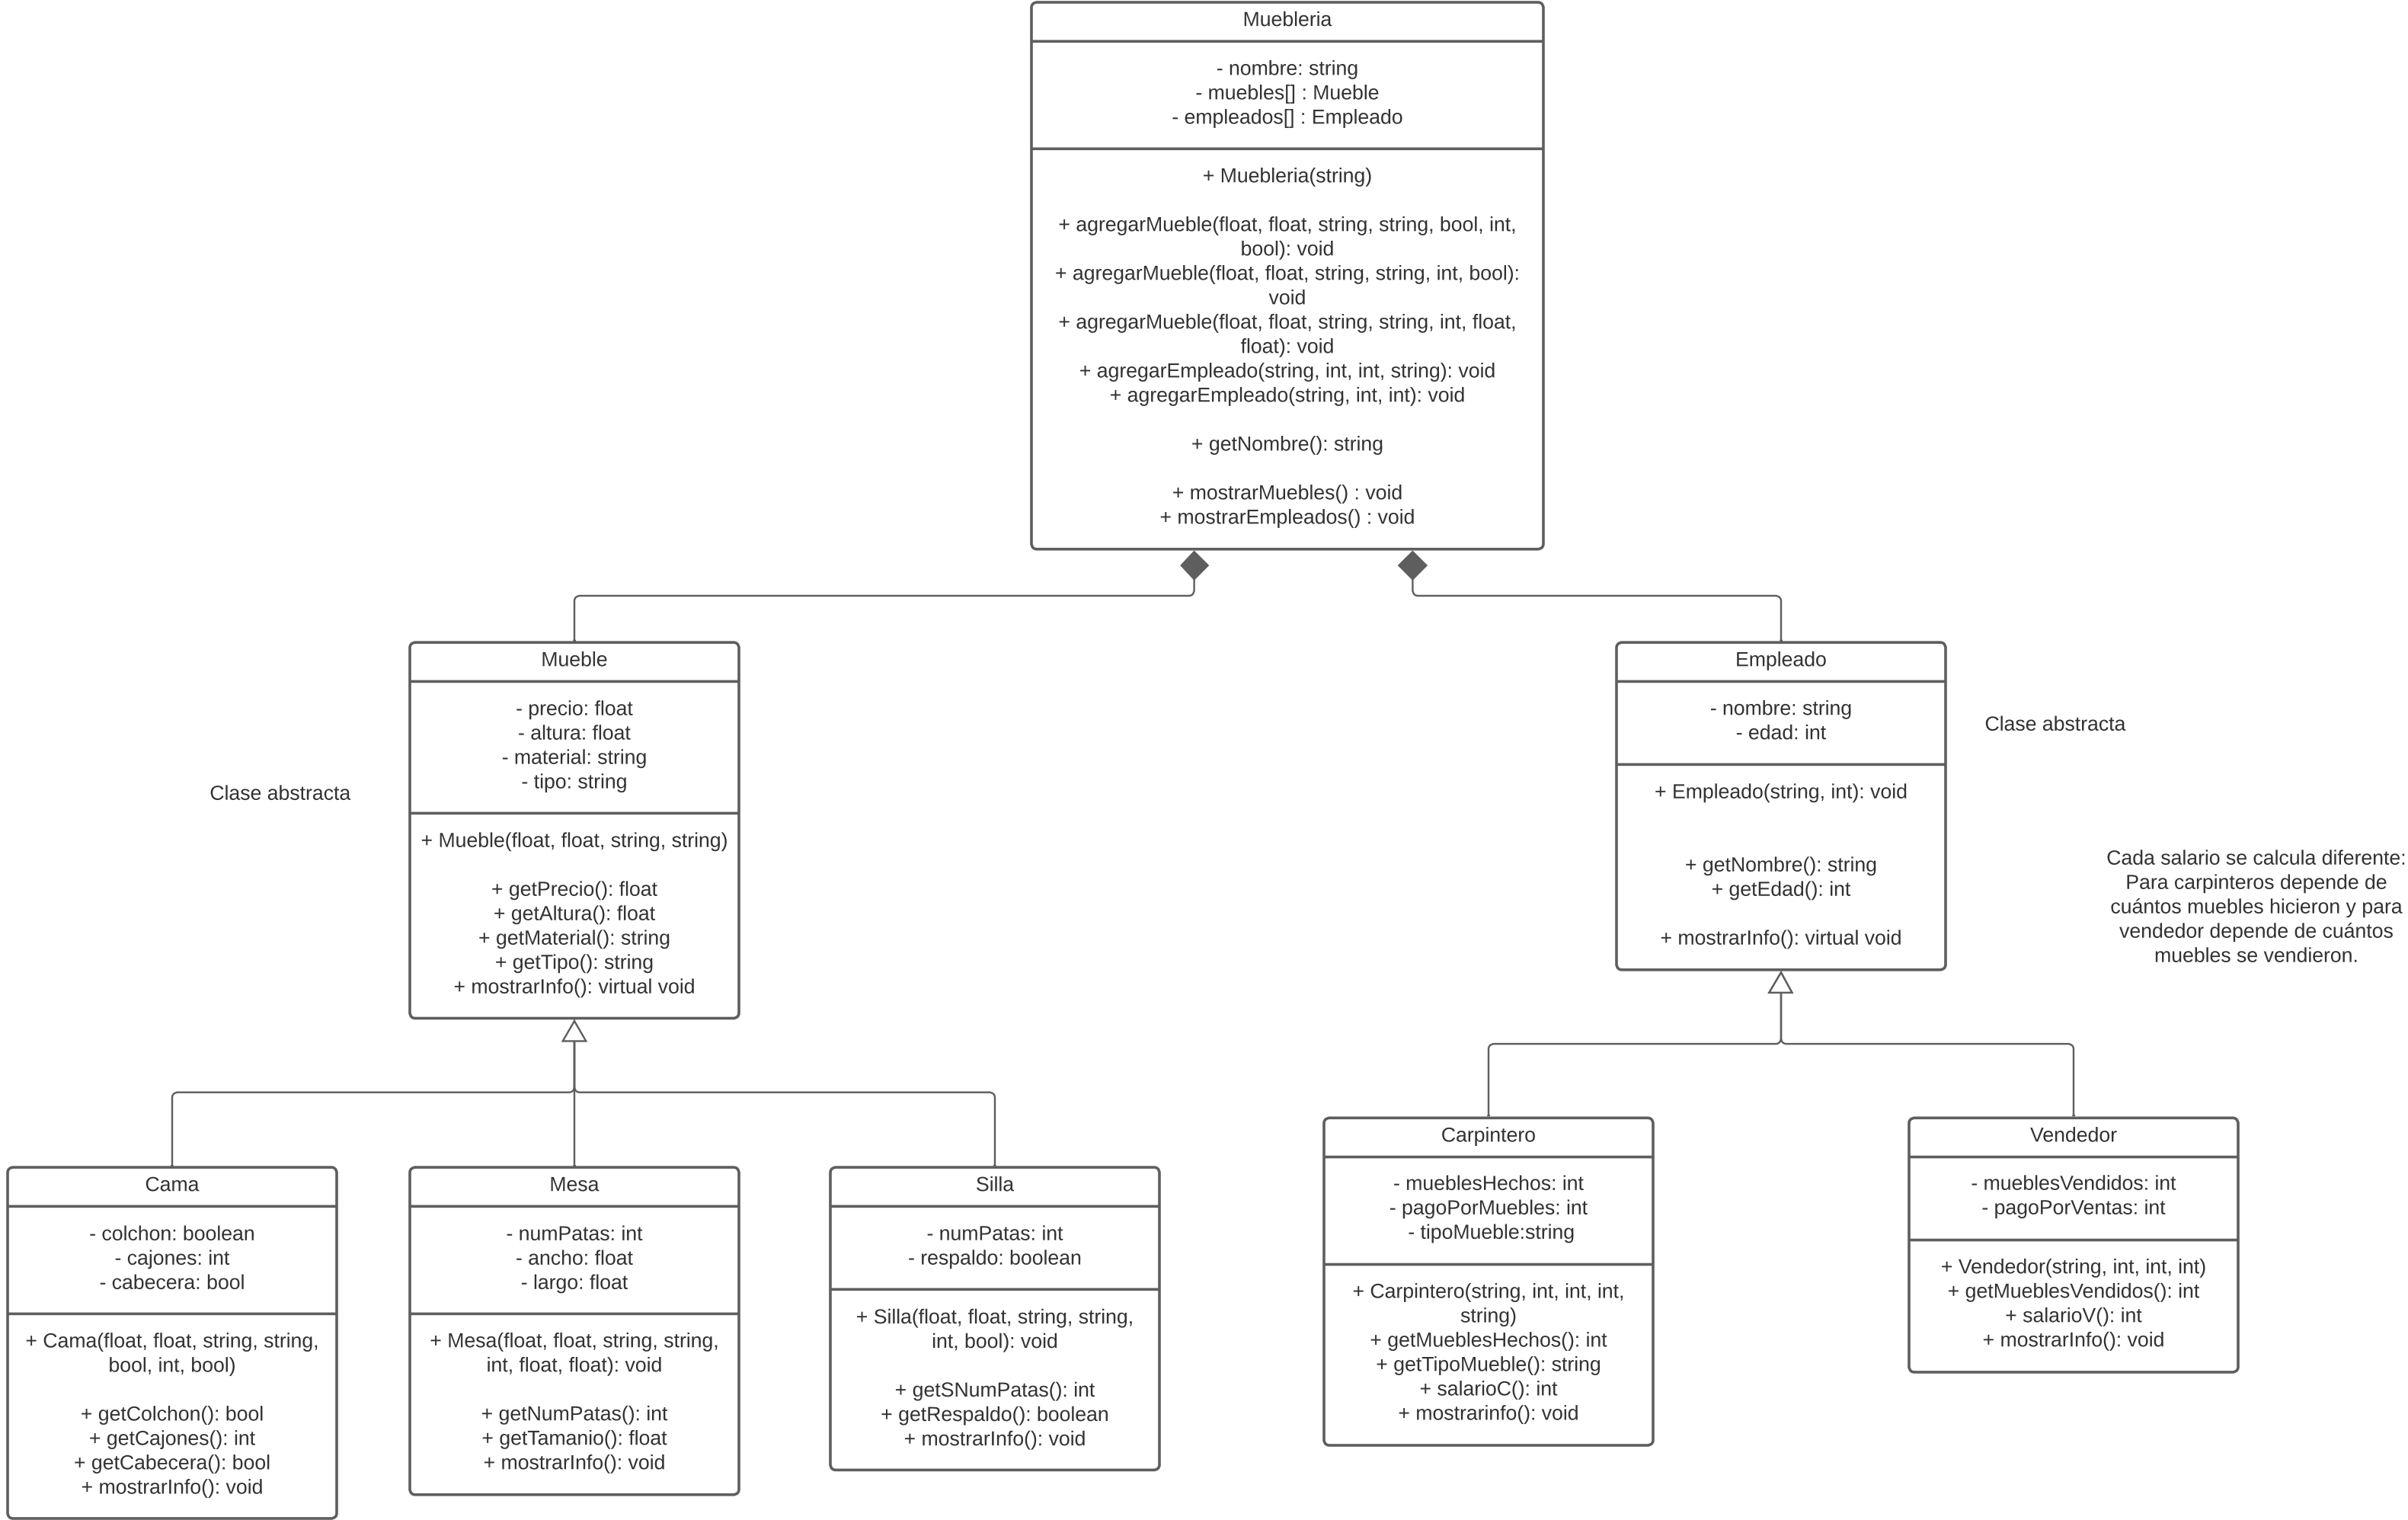 Muebleria
- nombre: string
- muebles[] : Mueble
- empleados[] : Empleado
+ Muebleria(string)
+ agregarMueble(float, float, string, string, bool, int,
bool): void
+ agregarMueble(float, float, string, string, int, bool):
void
+ agregarMueble(float, float, string, string, int, float,
float): void
+ agregarEmpleado(string, int, int, string): void
+ agregarEmpleado(string, int, int): void
+ getNombre(): string
+ mostrarMuebles() : void
+ mostrarEmpleados() : void
Clase abstracta
Mueble
- precio: float
- altura: float
- material: string
- tipo: string
+ Mueble(float, float, string, string)
+ getPrecio(): float
+ getAltura(): float
+ getMaterial(): string
+ getTipo(): string
+ mostrarInfo(): virtual void
Empleado
- nombre: string
- edad: int
+ Empleado(string, int): void
+ getNombre(): string
+ getEdad(): int
+ mostrarInfo(): virtual void
Clase abstracta
Cada salario se calcula diferente:
Para carpinteros depende de
cuántos muebles hicieron y para
vendedor depende de cuántos
muebles se vendieron.
Cama
- colchon: boolean
- cajones: int
- cabecera: bool
+ Cama(float, float, string, string,
bool, int, bool)
+ getColchon(): bool
+ getCajones(): int
+ getCabecera(): bool
+ mostrarInfo(): void
Mesa
- numPatas: int
- ancho: float
- largo: float
+ Mesa(float, float, string, string,
int, float, float): void
+ getNumPatas(): int
+ getTamanio(): float
+ mostrarInfo(): void
Silla
- numPatas: int
- respaldo: boolean
+ Silla(float, float, string, string,
int, bool): void
+ getSNumPatas(): int
+ getRespaldo(): boolean
+ mostrarInfo(): void
Carpintero
- mueblesHechos: int
- pagoPorMuebles: int
- tipoMueble:string
+ Carpintero(string, int, int, int,
string)
+ getMueblesHechos(): int
+ getTipoMueble(): string
+ salarioC(): int
+ mostrarinfo(): void
Vendedor
- mueblesVendidos: int
- pagoPorVentas: int
+ Vendedor(string, int, int, int)
+ getMueblesVendidos(): int
+ salarioV(): int
+ mostrarInfo(): void